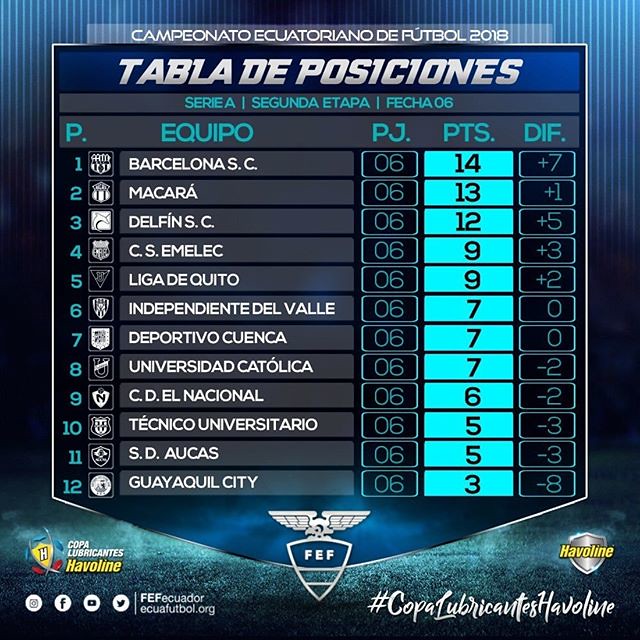 CAMPEONATO ECUATORIANO DE FÚTBOL 2018
TABLA DE POSICIONES
SERIE A | SEGUNDA ETAPA | FECHA 06
P. EQUIPO PJ. PTS. DIF.
1 BARCELONA S. C. 06 14 +7
2 MACARÁ 06 13 +1
3 DELFÍN S. C. 06 12 +5
4 C. S. EMELEC 06 9 +3
5 LIGA DE QUITO 06 9 +2
6 INDEPENDIENTE DEL VALLE 06 7 0
7 DEPORTIVO CUENCA 06 7 0
8 UNIVERSIDAD CATÓLICA 06 7 -2
9 C. D. EL NACIONAL 06 6 -2
10 TÉCNICO UNIVERSITARIO 06 5 -3
11 S. D. AUCAS 06 5 -3
12 GUAYAQUIL CITY 06 3 -8
FEF
H COPA
LUBRICANTES
Havoline
Havoline
FEFecuador
ecuafutbol.org
#CopaLubricantesHavoline